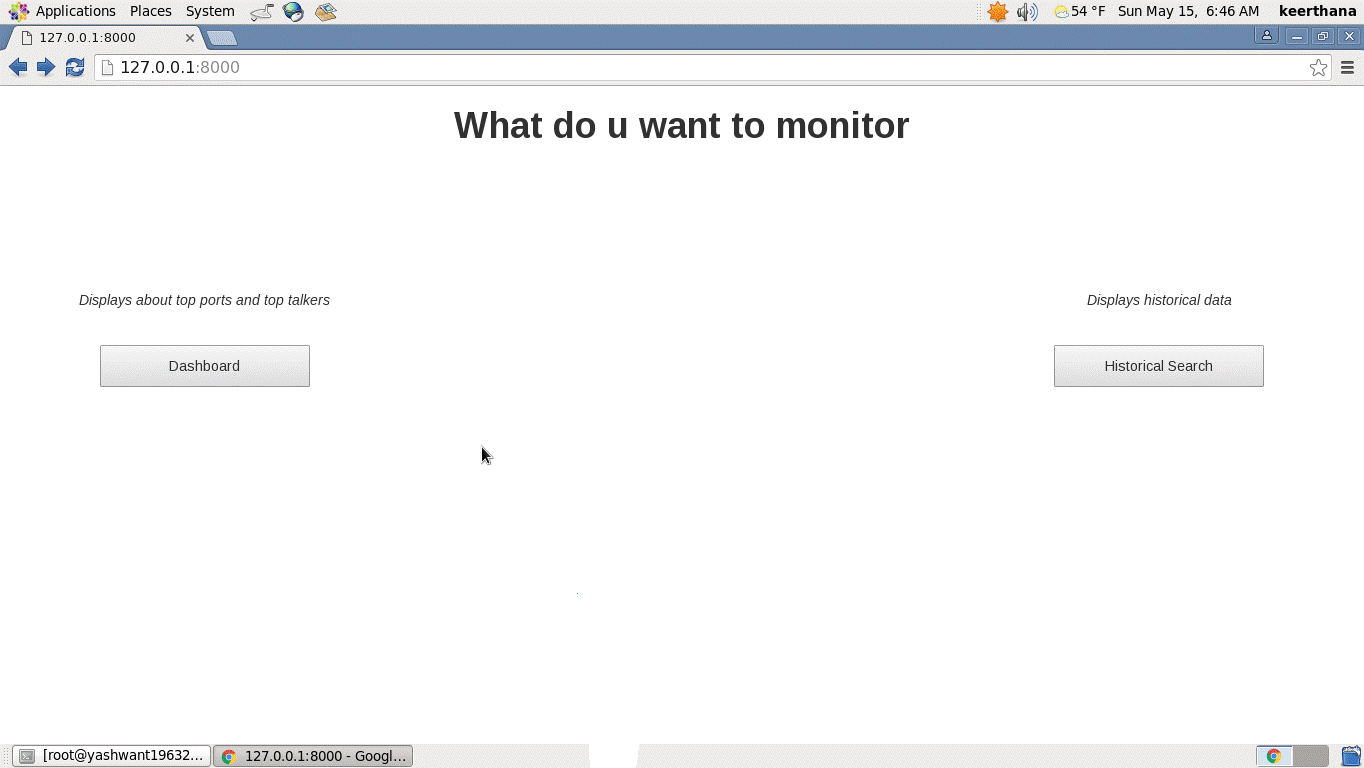 Applications Places System 54 °F Sun May 15, 6:46 AM keerthana
127.0.0.1:8000
127.0.0.1:8000
What do u want to monitor
Displays about top ports and top talkers
Displays historical data
Dashboard
Historical Search
[root@yashwant19632... 127.0.0.1:8000 - Googl...